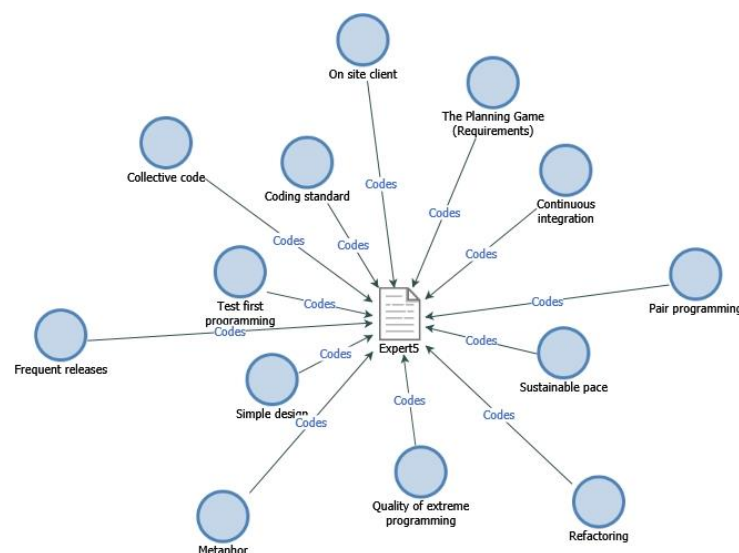 On site client
The Planning Game
(Requirements)
Collective code
Coding standard
Continuous
integration
Codes
Codes
Codes
Codes
Codes
Test first
programming
Codes
Codes
Pair programming
Frequent releases
Codes
Expert5
Codes
Codes
Sustainable pace
Simple design
Codes
Codes
Codes
Quality of extreme
programming
Refactoring
Metaphor